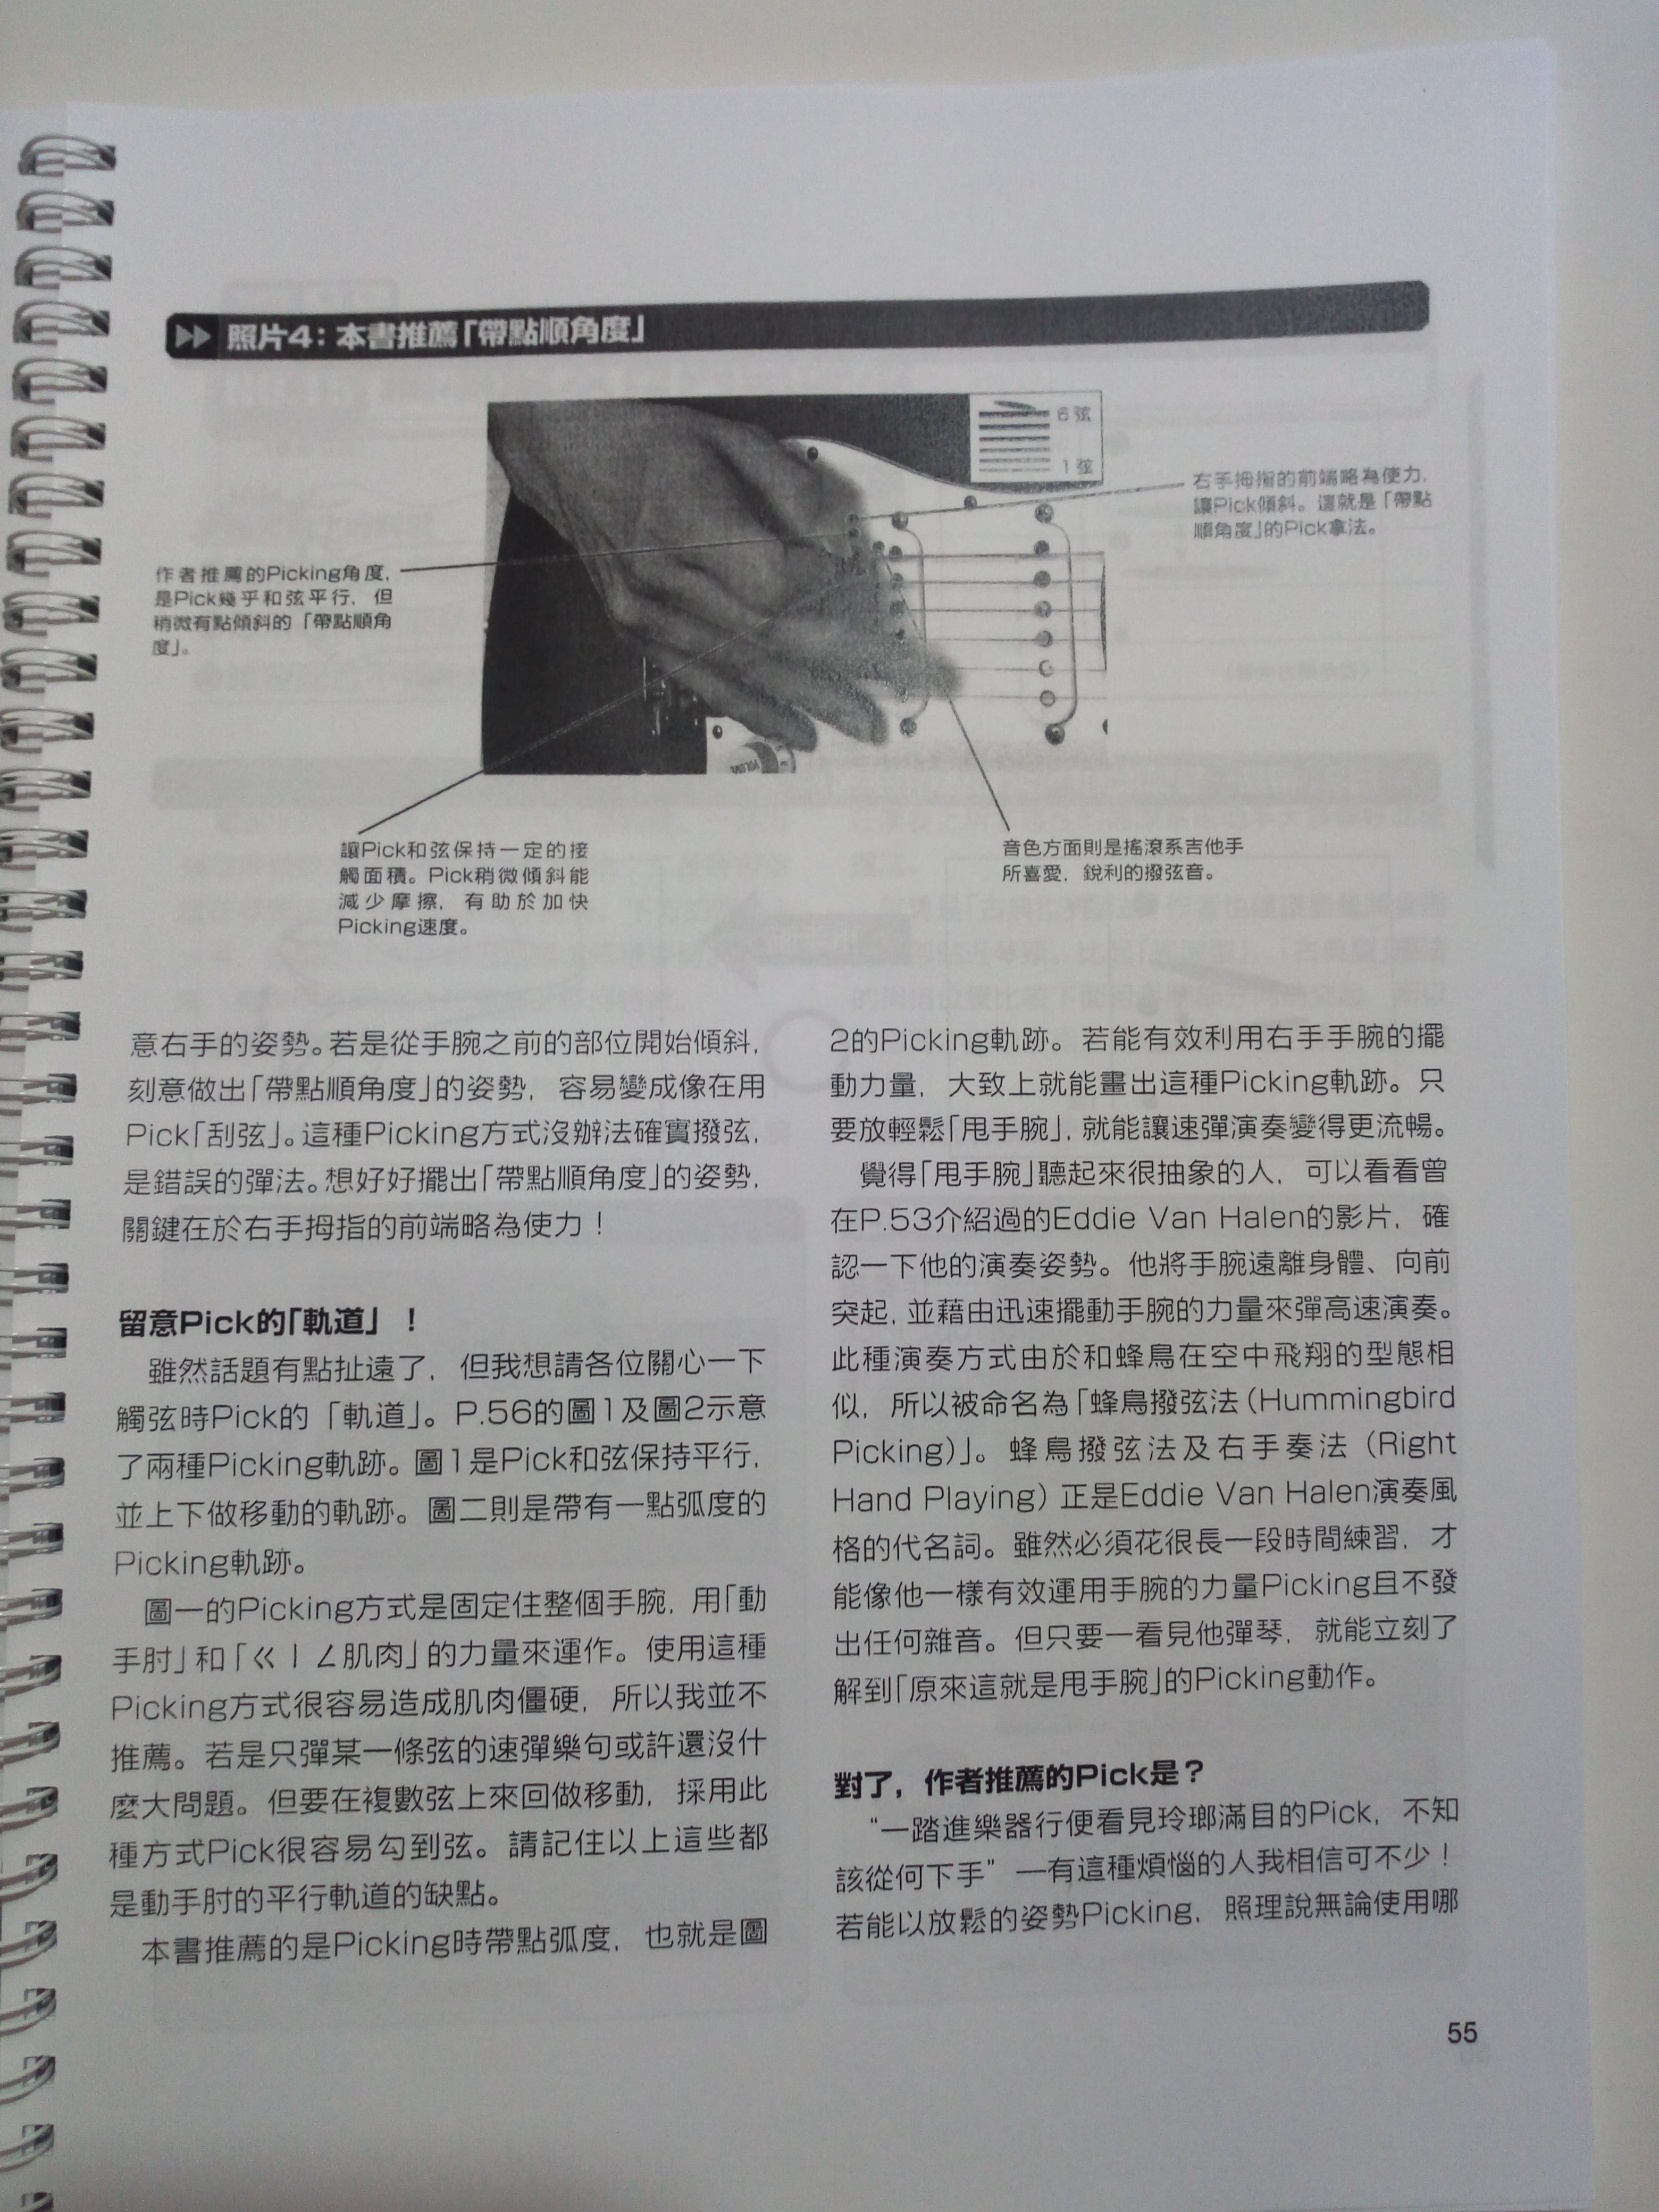 照片4：本書推薦「帶點順角度」
6 弦
1 弦
右手拇指的前端略為使力，
讓Pick傾斜。這就是「帶點
順角度」的Pick拿法。
作者推薦的Picking角度，
是Pick幾乎和弦平行，但
稍微有點傾斜的「帶點順角
度」。
讓Pick和弦保持一定的接
觸面積。Pick稍微傾斜能
減少摩擦，有助於加快
Picking速度。
音色方面則是搖滾系吉他手
所喜愛，銳利的撥弦音。
意右手的姿勢。若是從手腕之前的部位開始傾斜，
刻意做出「帶點順角度」的姿勢，容易變成像在用
Pick「刮弦」。這種Picking方式沒辦法確實撥弦，
是錯誤的彈法。想好好擺出「帶點順角度」的姿勢，
關鍵在於右手拇指的前端略為使力！
留意Pick的「軌道」！
雖然話題有點扯遠了，但我想請各位關心一下
觸弦時Pick的「軌道」。P.56的圖1及圖2示意
了兩種Picking軌跡。圖1是Pick和弦保持平行，
並上下做移動的軌跡。圖二則是帶有一點弧度的
Picking軌跡。
圖一的Picking方式是固定住整個手腕，用「動
手肘」和「ㄍㄧㄥ肌肉」的力量來運作。使用這種
Picking方式很容易造成肌肉僵硬，所以我並不
推薦。若是只彈某一條弦的速彈樂句或許還沒什
麼大問題。但要在複數弦上來回做移動，採用此
種方式Pick很容易勾到弦。請記住以上這些都
是動手肘的平行軌道的缺點。
本書推薦的是Picking時帶點弧度，也就是圖
2的Picking軌跡。若能有效利用右手手腕的擺
動力量，大致上就能畫出這種Picking軌跡。只
要放輕鬆「甩手腕」，就能讓速彈演奏變得更流暢。
覺得「甩手腕」聽起來很抽象的人，可以看看曾
在P.53介紹過的Eddie Van Halen的影片，確
認一下他的演奏姿勢。他將手腕遠離身體、向前
突起，並藉由迅速擺動手腕的力量來彈高速演奏。
此種演奏方式由於和蜂鳥在空中飛翔的型態相
似，所以被命名為「蜂鳥撥弦法（Hummingbird
Picking）」。蜂鳥撥弦法及右手奏法（Right
Hand Playing）正是Eddie Van Halen演奏風
格的代名詞。雖然必須花很長一段時間練習，才
能像他一樣有效運用手腕的力量Picking且不發
出任何雜音。但只要一看見他彈琴，就能立刻了
解到「原來這就是甩手腕」的Picking動作。
對了，作者推薦的Pick是？
“一踏進樂器行便看見玲瑯滿目的Pick，不知
該從何下手”—有這種煩惱的人我相信可不少！
若能以放鬆的姿勢Picking，照理說無論使用哪
55